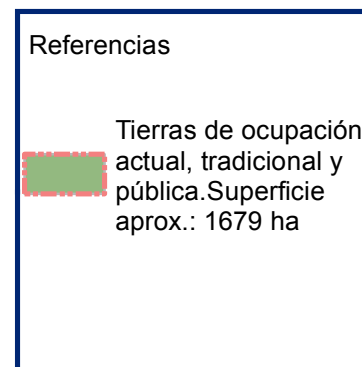 Referencias
Tierras de ocupación
actual, tradicional y
pública.Superficie
aprox.: 1679 ha